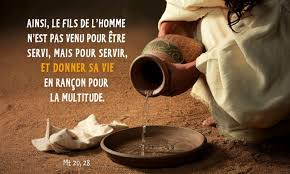 AINSI, LE FILS DE L'HOMME
N'EST PAS VENU POUR ÊTRE
SERVI, MAIS POUR SERVIR,
ET DONNER SA VIE
EN RANÇON POUR
LA MULTITUDE.
Mt 20, 28